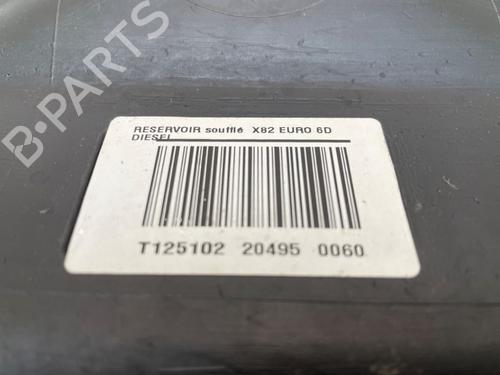 B-PARTS
RESERVOIR soufflé X82 EURO 6D
DIESEL
T125102 20495 0060